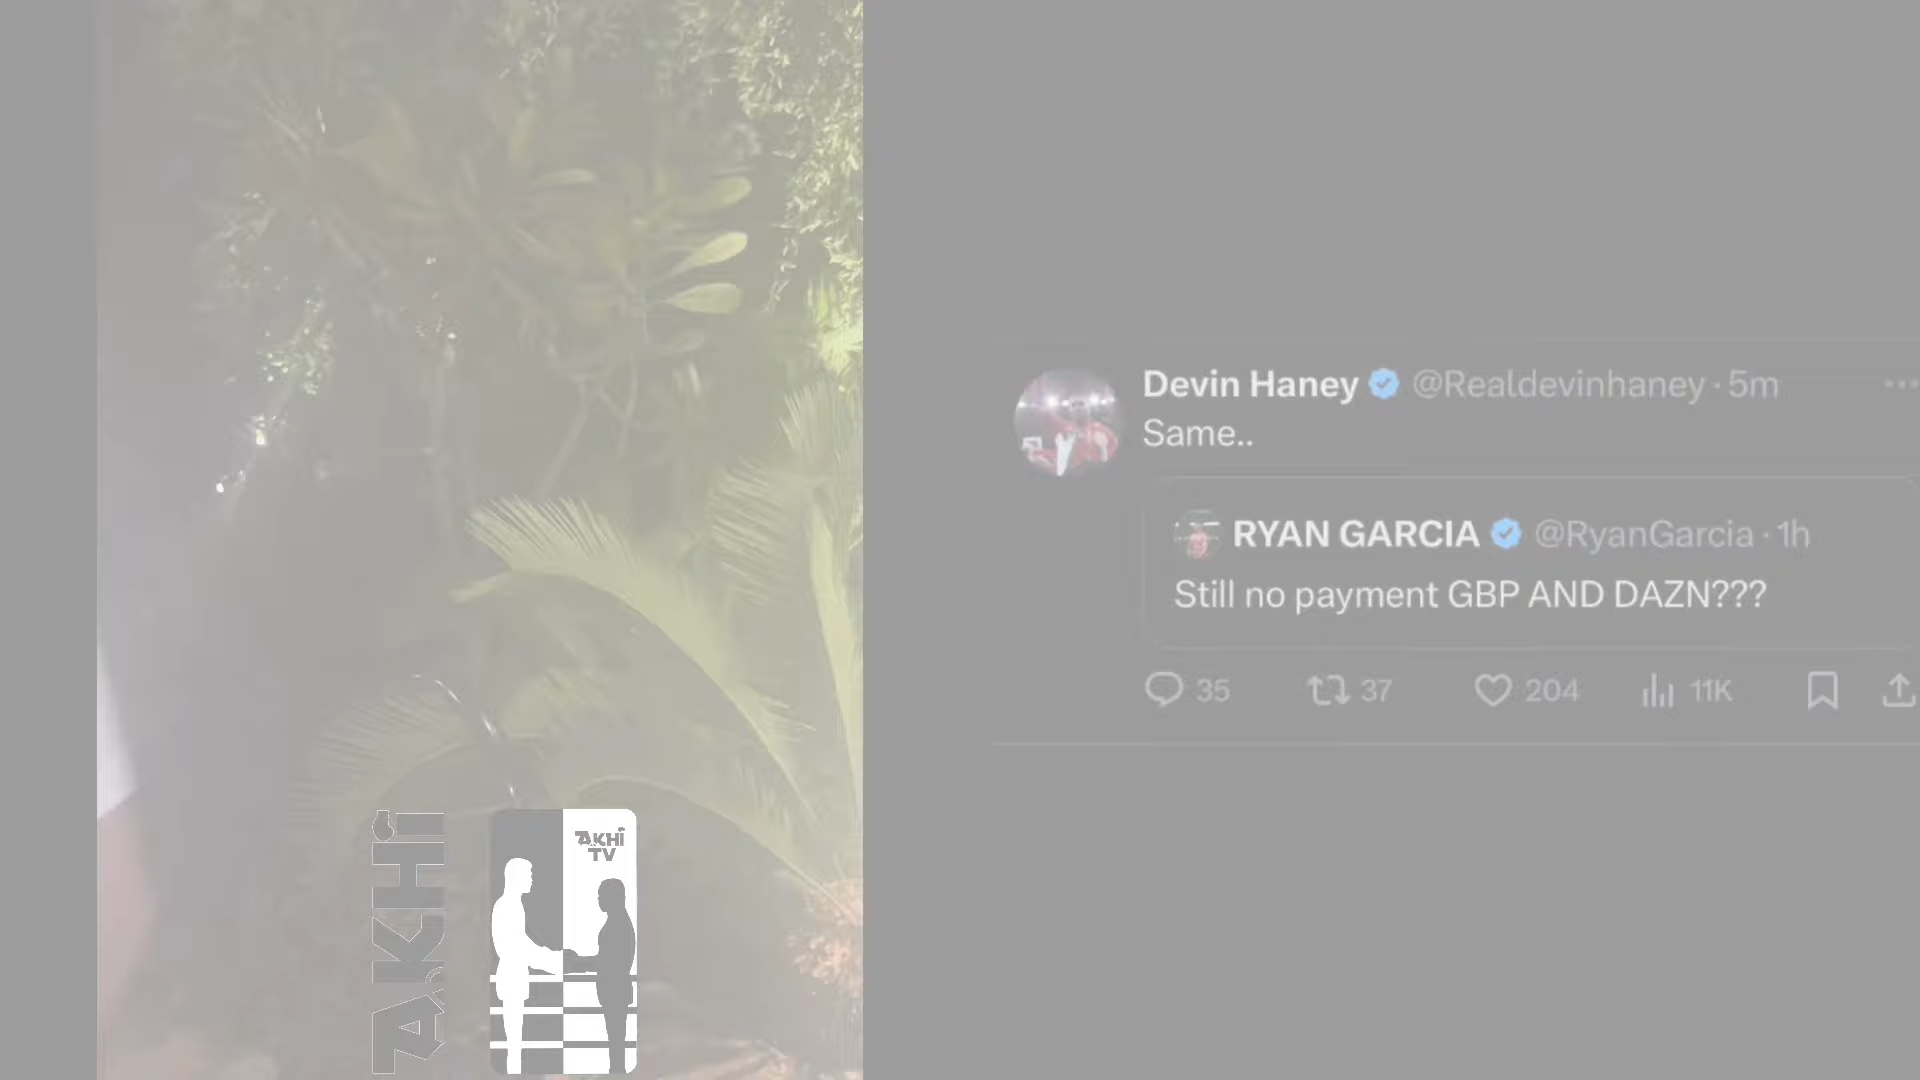 AKHi
AKHi
TV
Devin Haney @Realdevinhaney · 5m
Same..
RYAN GARCIA @RyanGarcia · 1h
Still no payment GBP AND DAZN???
35 37 204 11K